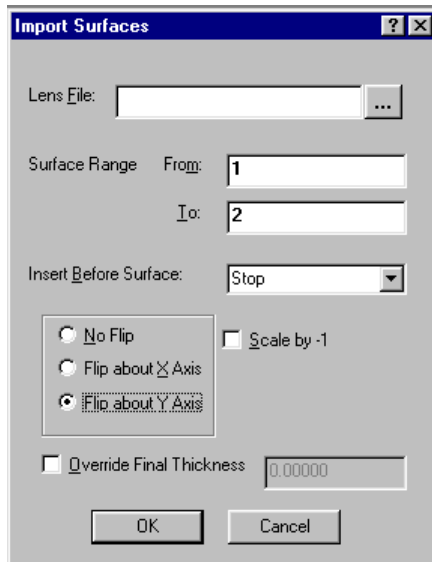 Import Surfaces
Lens File: ...
Surface Range From: 1
To: 2
Insert Before Surface: Stop
No Flip
Scale by -1
Flip about X Axis
Flip about Y Axis
Override Final Thickness 0.00000
OK Cancel